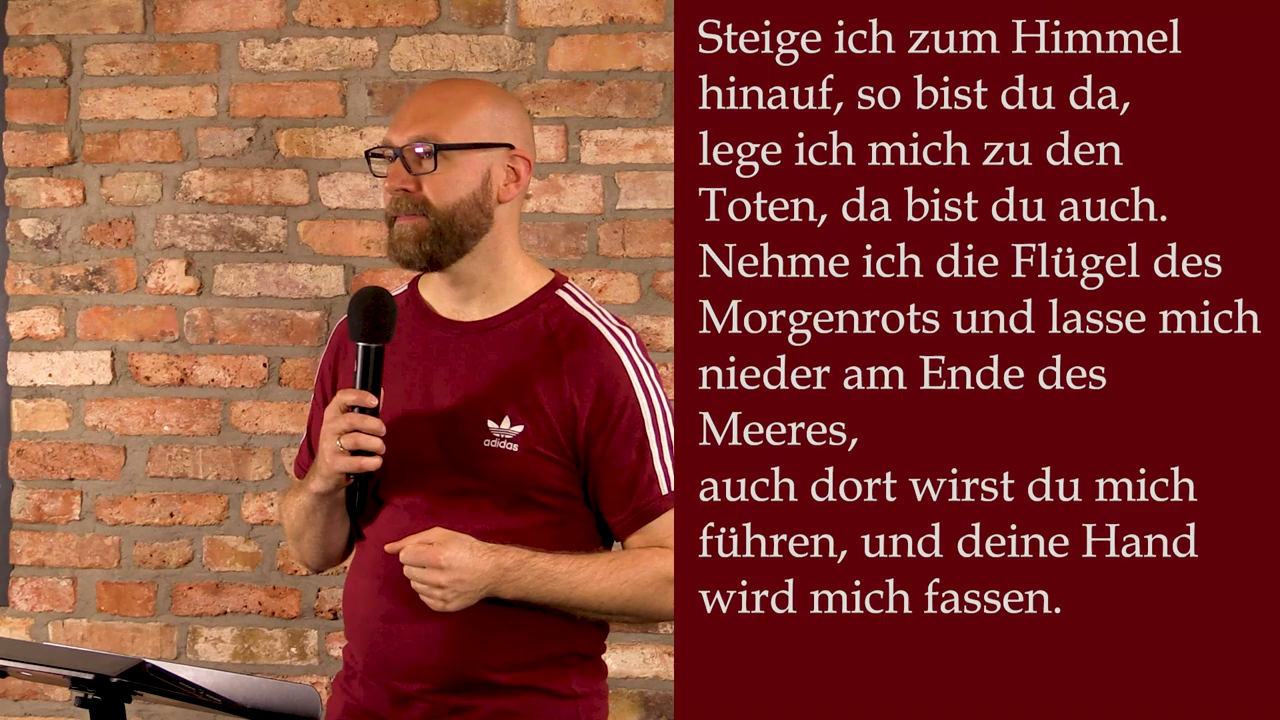 Steige ich zum Himmel
hinauf, so bist du da,
lege ich mich zu den
Toten, da bist du auch.
Nehme ich die Flügel des
Morgenrots und lasse mich
nieder am Ende des
Meeres,
auch dort wirst du mich
führen, und deine Hand
wird mich fassen.
adidas